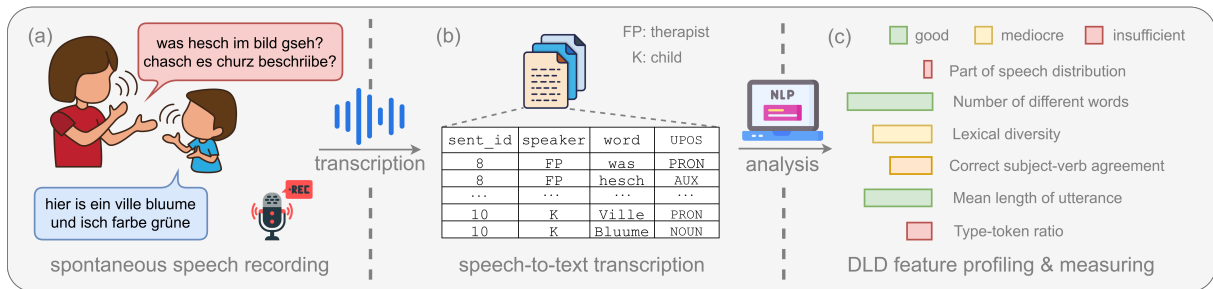 (a)
was hesch im bild gseh?
chasch es churz beschriibe?
hier is ein ville bluume
und isch farbe grüne
REC
spontaneous speech recording
transcription
(b)
FP: therapist
K: child
sent_id speaker word UPOS
8 FP was PRON
8 FP hesch AUX
... ... ... ...
10 K Ville PRON
10 K Bluume NOUN
speech-to-text transcription
NLP
analysis
(c)
good mediocre insufficient
Part of speech distribution
Number of different words
Lexical diversity
Correct subject-verb agreement
Mean length of utterance
Type-token ratio
DLD feature profiling & measuring